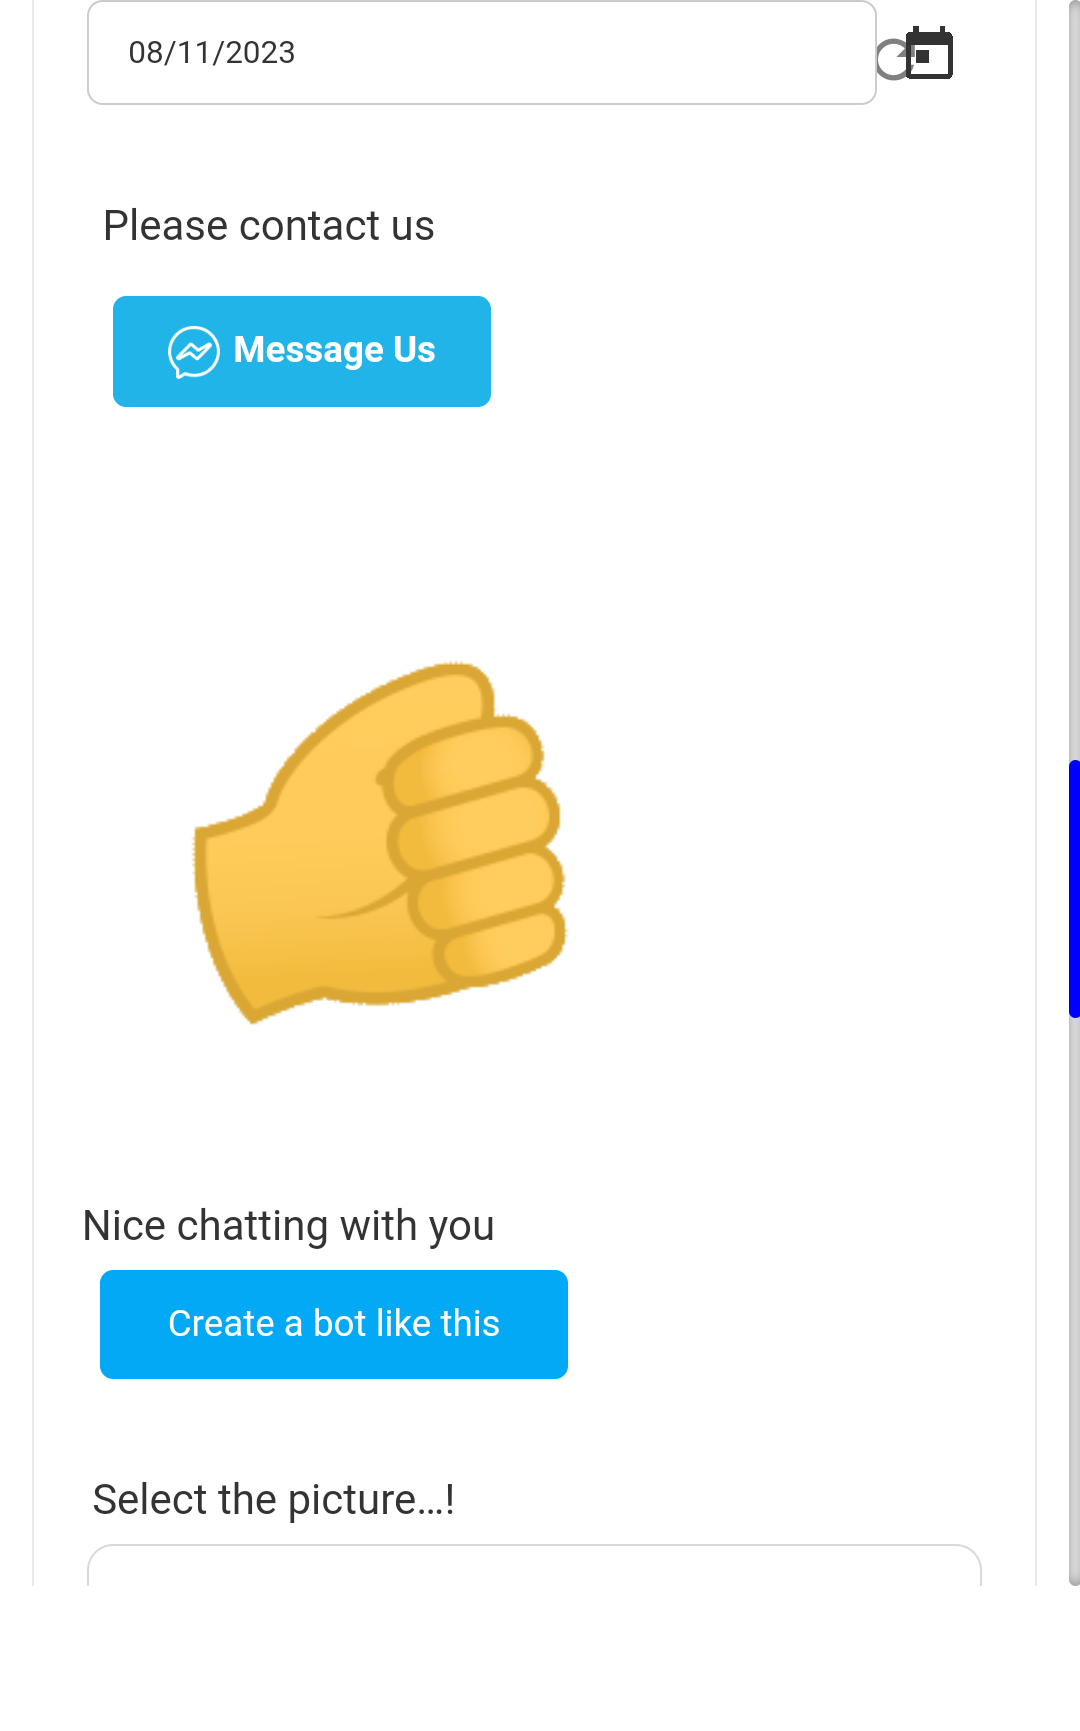 08/11/2023
Please contact us
Message Us
Nice chatting with you
Create a bot like this
Select the picture...!